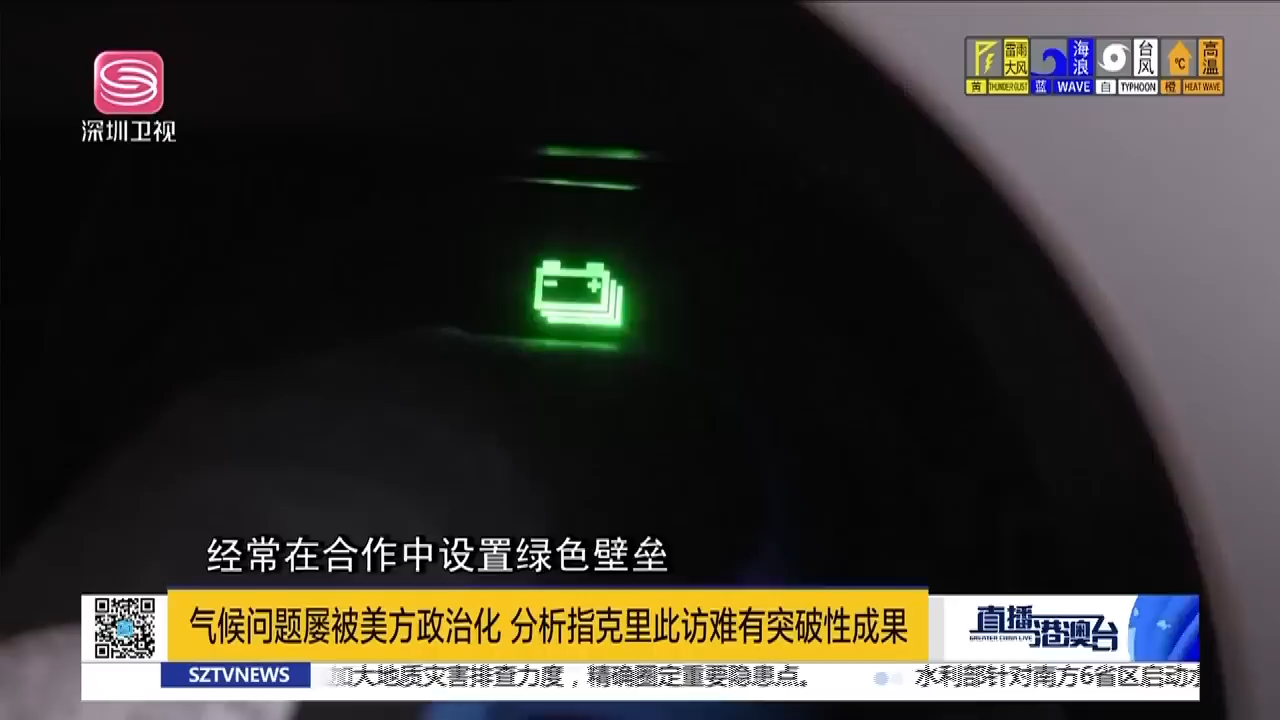 深圳卫视
雷雨大风
黄 THUNDER GUST
海浪
蓝 WAVE
台风
白 TYPHOON
℃ 高温
橙 HEAT WAVE
经常在合作中设置绿色壁垒
气候问题屡被美方政治化 分析指克里此访难有突破性成果
直播港澳台
GREATER CHINA LIVE
SZTVNEWS
加大地质灾害排查力度，精确圈定重要隐患点。 水利部针对南方6省区启动